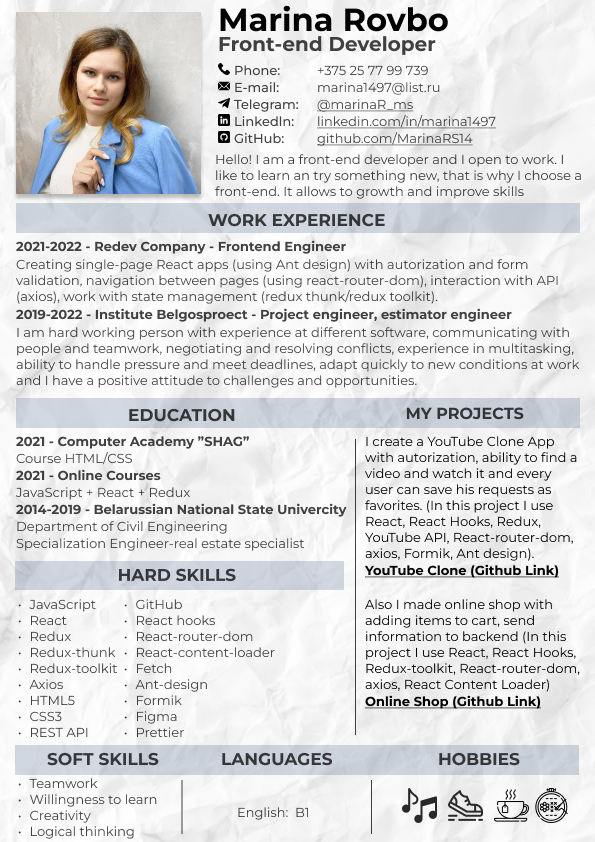 Marina Rovbo
Front-end Developer
Phone: +375 25 77 99 739
E-mail: marina1497@list.ru
Telegram: @marinaR_ms
LinkedIn: linkedin.com/in/marina1497
GitHub: github.com/MarinaRS14
Hello! I am a front-end developer and I open to work. I
like to learn an try something new, that is why I choose a
front-end. It allows to growth and improve skills
WORK EXPERIENCE
2021-2022 - Redev Company - Frontend Engineer
Creating single-page React apps (using Ant design) with autorization and form
validation, navigation between pages (using react-router-dom), interaction with API
(axios), work with state management (redux thunk/redux toolkit).
2019-2022 - Institute Belgosproect - Project engineer, estimator engineer
I am hard working person with experience at different software, communicating with
people and teamwork, negotiating and resolving conflicts, experience in multitasking,
ability to handle pressure and meet deadlines, adapt quickly to new conditions at work
and I have a positive attitude to challenges and opportunities.
EDUCATION
2021 - Computer Academy ”SHAG”
Course HTML/CSS
2021 - Online Courses
JavaScript + React + Redux
2014-2019 - Belarussian National State Univercity
Department of Civil Engineering
Specialization Engineer-real estate specialist
MY PROJECTS
I create a YouTube Clone App
with autorization, ability to find a
video and watch it and every
user can save his requests as
favorites. (In this project I use
React, React Hooks, Redux,
YouTube API, React-router-dom,
axios, Formik, Ant design).
YouTube Clone (Github Link)
Also I made online shop with
adding items to cart, send
information to backend (In this
project I use React, React Hooks,
Redux-toolkit, React-router-dom,
axios, React Content Loader)
Online Shop (Github Link)
HARD SKILLS
• JavaScript
• React
• Redux
• Redux-thunk
• Redux-toolkit
• Axios
• HTML5
• CSS3
• REST API
• GitHub
• React hooks
• React-router-dom
• React-content-loader
• Fetch
• Ant-design
• Formik
• Figma
• Prettier
SOFT SKILLS
• Teamwork
• Willingness to learn
• Creativity
• Logical thinking
LANGUAGES
English: B1
HOBBIES